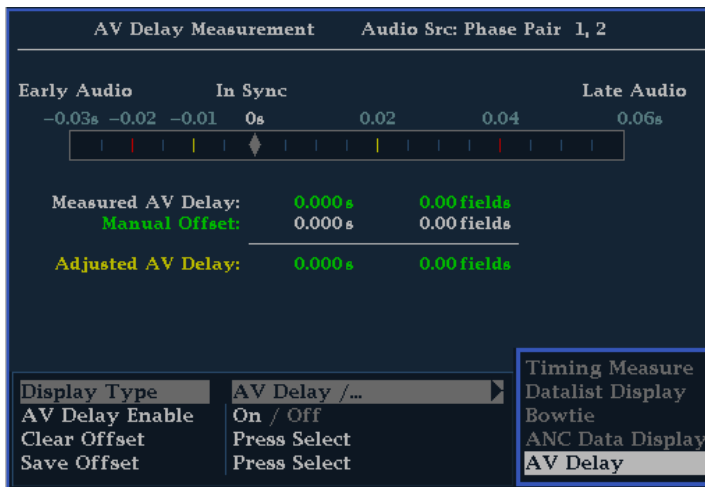 AV Delay Measurement Audio Src: Phase Pair 1, 2
Early Audio In Sync Late Audio
-0.03s -0.02 -0.01 0s 0.02 0.04 0.06s
Measured AV Delay: 0.000 s 0.00 fields
Manual Offset: 0.000 s 0.00 fields
Adjusted AV Delay: 0.000 s 0.00 fields
Display Type AV Delay /...
AV Delay Enable On / Off
Clear Offset Press Select
Save Offset Press Select
Timing Measure
Datalist Display
Bowtie
ANC Data Display
AV Delay